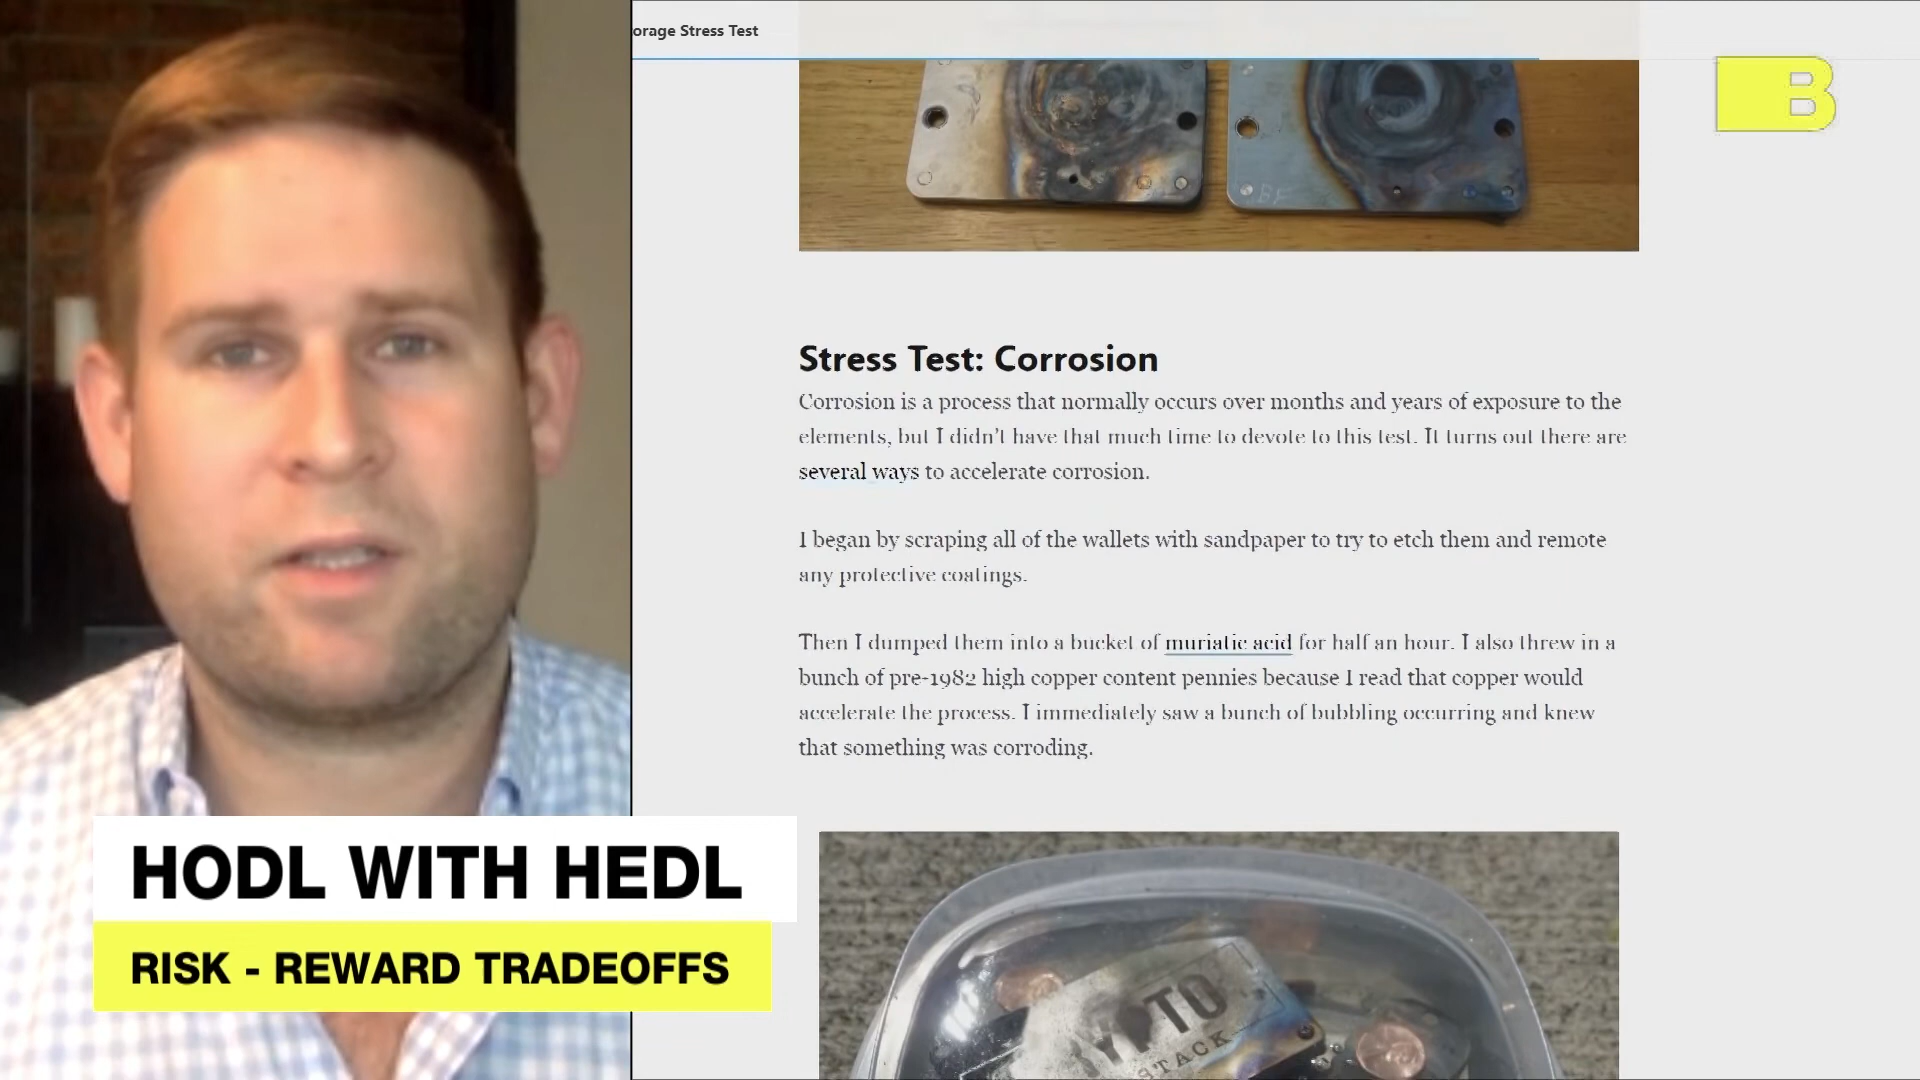 orage Stress Test
B
Stress Test: Corrosion
Corrosion is a process that normally occurs over months and years of exposure to the
elements, but I didn't have that much time to devote to this test. It turns out there are
several ways to accelerate corrosion.
I began by scraping all of the wallets with sandpaper to try to etch them and remote
any protective coatings.
Then I dumped them into a bucket of muriatic acid for half an hour. I also threw in a
bunch of pre-1982 high copper content pennies because I read that copper would
accelerate the process. I immediately saw a bunch of bubbling occurring and knew
that something was corroding.
HODL WITH HEDL
RISK - REWARD TRADEOFFS
YPTO
STACK